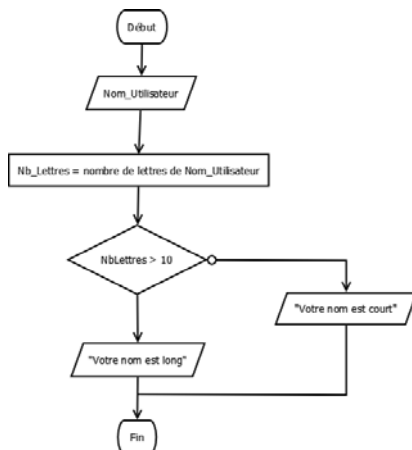 Début
Nom_Utilisateur
Nb_Lettres = nombre de lettres de Nom_Utilisateur
NbLettres > 10
"Votre nom est court"
"Votre nom est long"
Fin